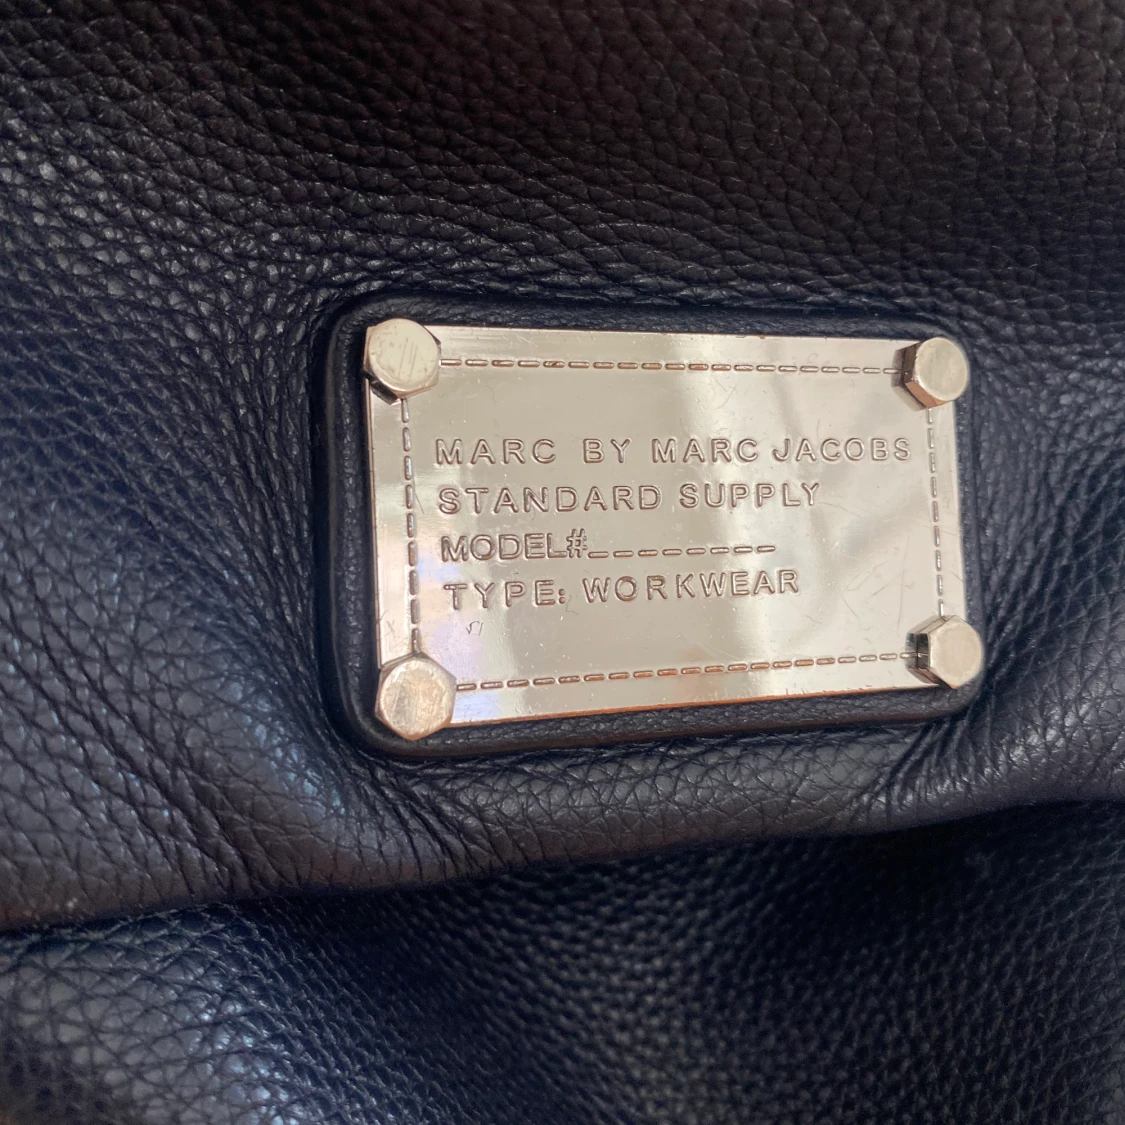 MARC BY MARC JACOBS
STANDARD SUPPLY
MODEL#________
TYPE: WORKWEAR